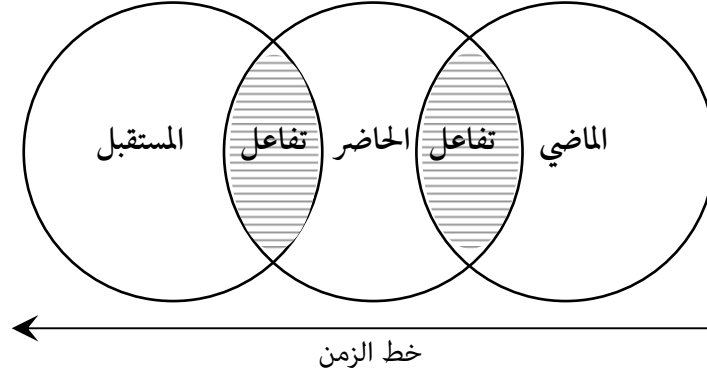 الماضي تفاعل الحاضر تفاعل المستقبل
خط الزمن